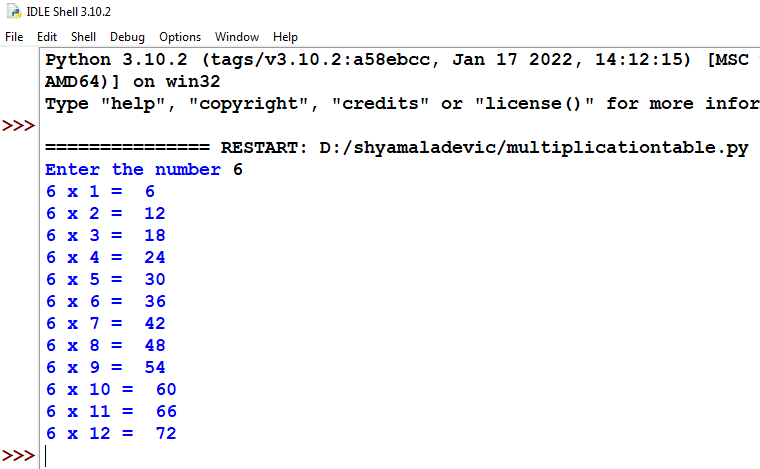 IDLE Shell 3.10.2
File Edit Shell Debug Options Window Help
Python 3.10.2 (tags/v3.10.2:a58ebcc, Jan 17 2022, 14:12:15) [MSC
AMD64)] on win32
Type "help", "copyright", "credits" or "license()" for more infor
>>>
=============== RESTART: D:/shyamaladevic/multiplicationtable.py
Enter the number 6
6 x 1 =  6
6 x 2 =  12
6 x 3 =  18
6 x 4 =  24
6 x 5 =  30
6 x 6 =  36
6 x 7 =  42
6 x 8 =  48
6 x 9 =  54
6 x 10 =  60
6 x 11 =  66
6 x 12 =  72
>>>